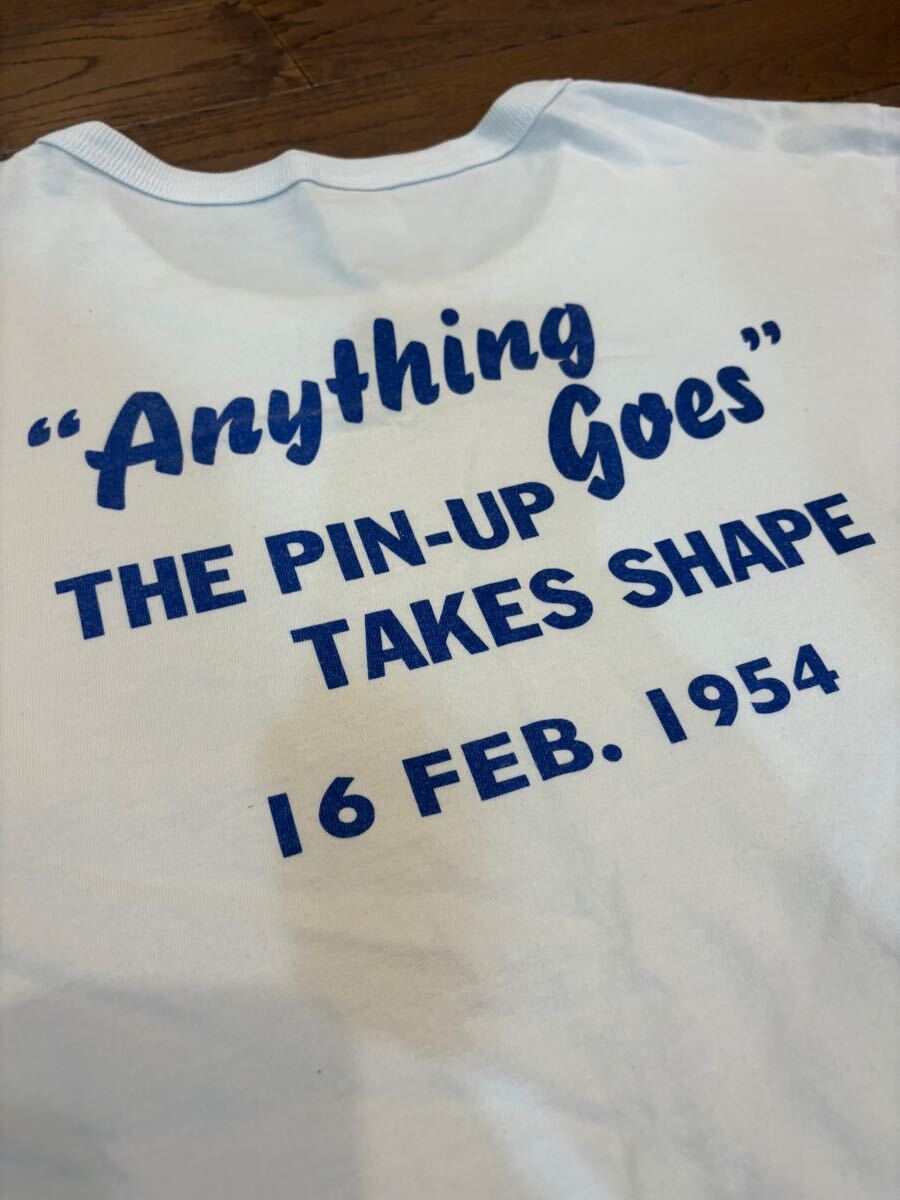 “Anything
Goes”
THE PIN-UP
TAKES SHAPE
16 FEB. 1954